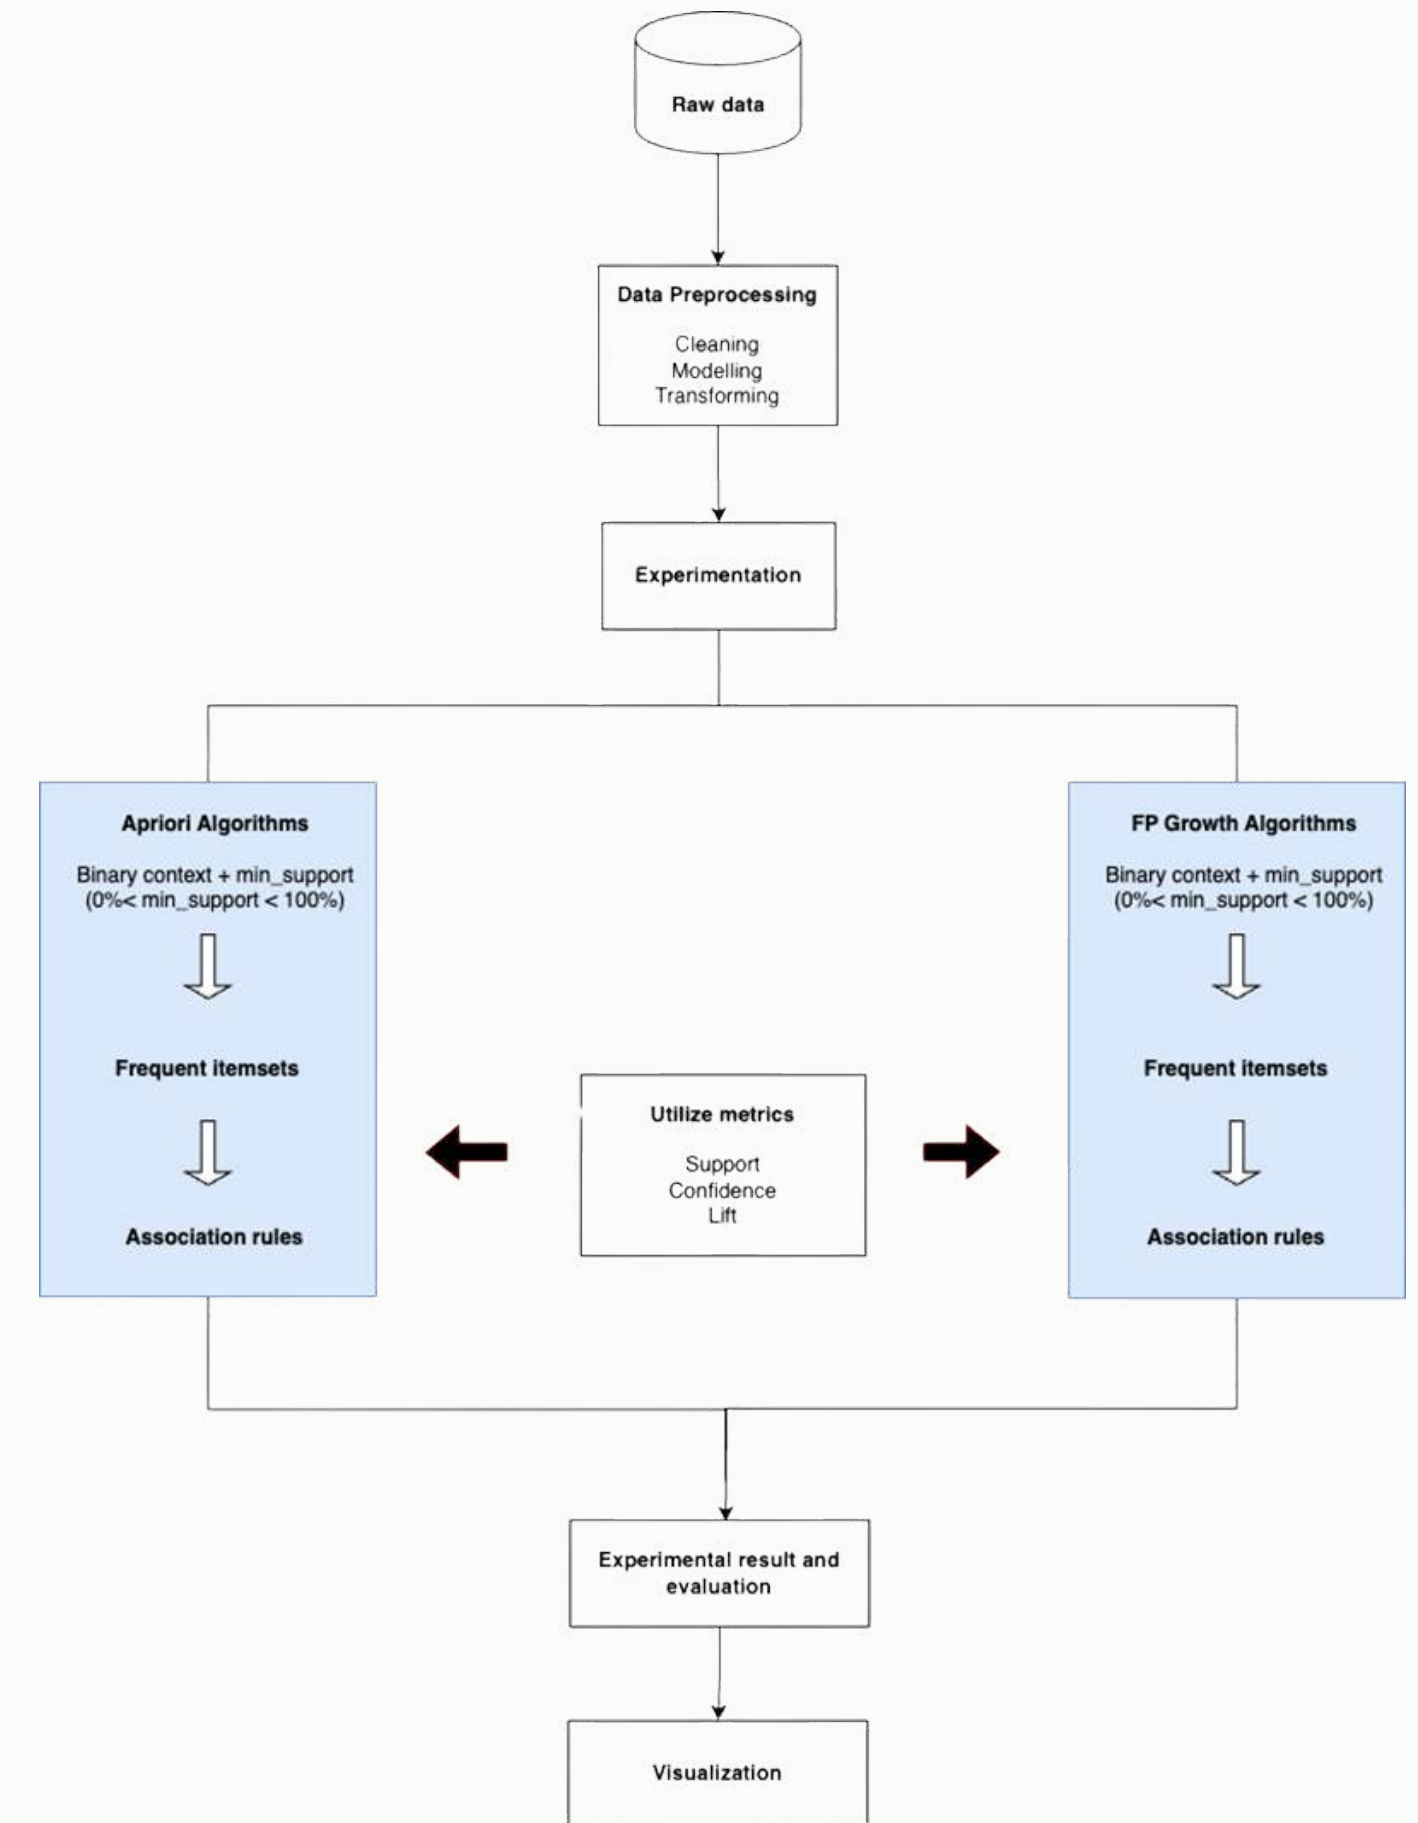 Raw data
Data Preprocessing
Cleaning
Modelling
Transforming
Experimentation
Apriori Algorithms
Binary context + min_support
(0%< min_support < 100%)
Frequent itemsets
Association rules
Utilize metrics
Support
Confidence
Lift
FP Growth Algorithms
Binary context + min_support
(0%< min_support < 100%)
Frequent itemsets
Association rules
Experimental result and
evaluation
Visualization